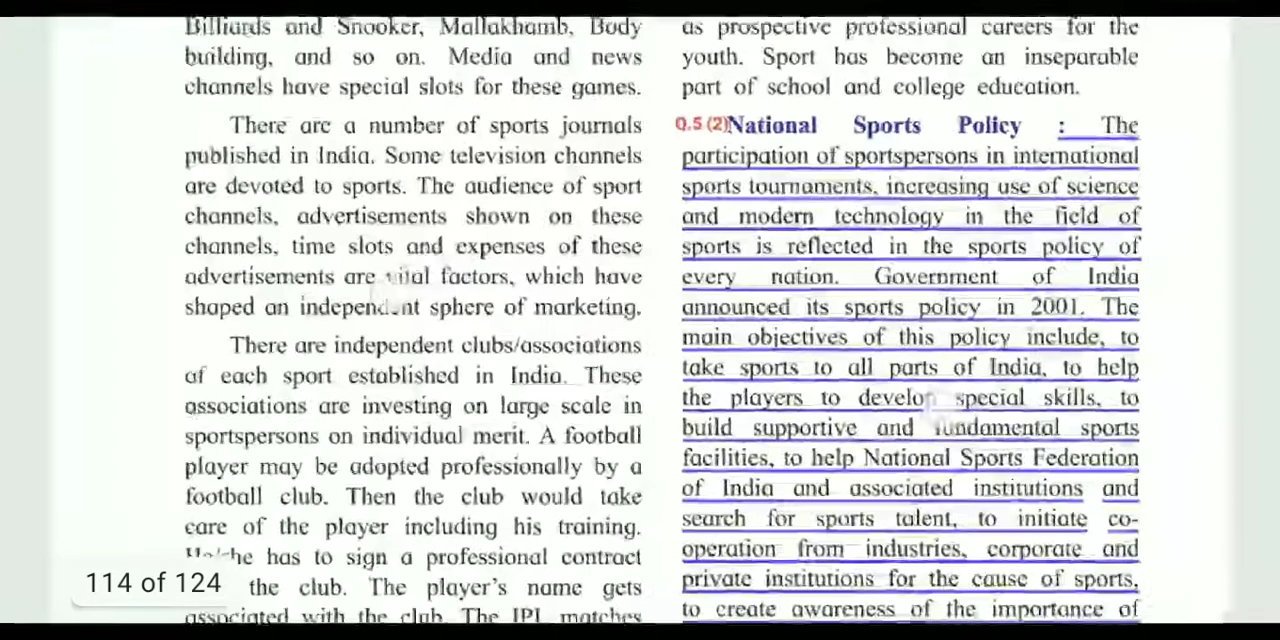 Billiards and Snooker, Mallakhamb, Body
building, and so on. Media and news
channels have special slots for these games.
There are a number of sports journals
published in India. Some television channels
are devoted to sports. The audience of sport
channels, advertisements shown on these
channels, time slots and expenses of these
advertisements are vital factors, which have
shaped an independent sphere of marketing.
There are independent clubs/associations
of each sport established in India. These
associations are investing on large scale in
sportspersons on individual merit. A football
player may be adopted professionally by a
football club. Then the club would take
care of the player including his training.
he has to sign a professional contract
the club. The player's name gets
associated with the club. The IPL matches
114 of 124
as prospective professional careers for the
youth. Sport has become an inseparable
part of school and college education.
Q.5 (2) National Sports Policy : The
participation of sportspersons in international
sports tournaments, increasing use of science
and modern technology in the field of
sports is reflected in the sports policy of
every nation. Government of India
announced its sports policy in 2001. The
main objectives of this policy include, to
take sports to all parts of India, to help
the players to develop special skills, to
build supportive and fundamental sports
facilities, to help National Sports Federation
of India and associated institutions and
search for sports talent, to initiate co-
operation from industries, corporate and
private institutions for the cause of sports,
to create awareness of the importance of